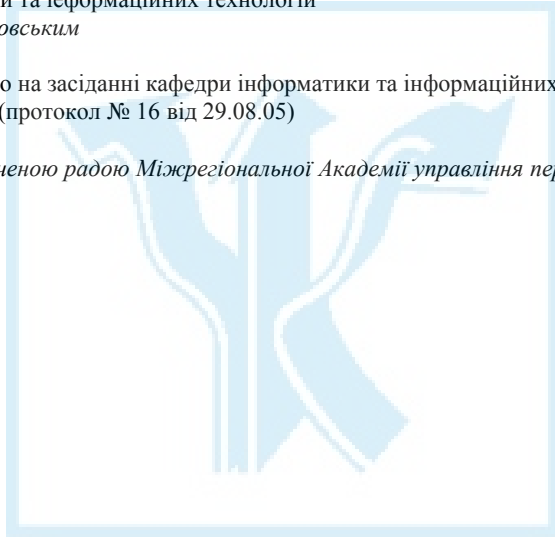 и та іеформаційних технологій
овським
о на засіданні кафедри інформатики та інформаційних
(протокол № 16 від 29.08.05)
ченою радою Міжрегіональної Академії управління пер